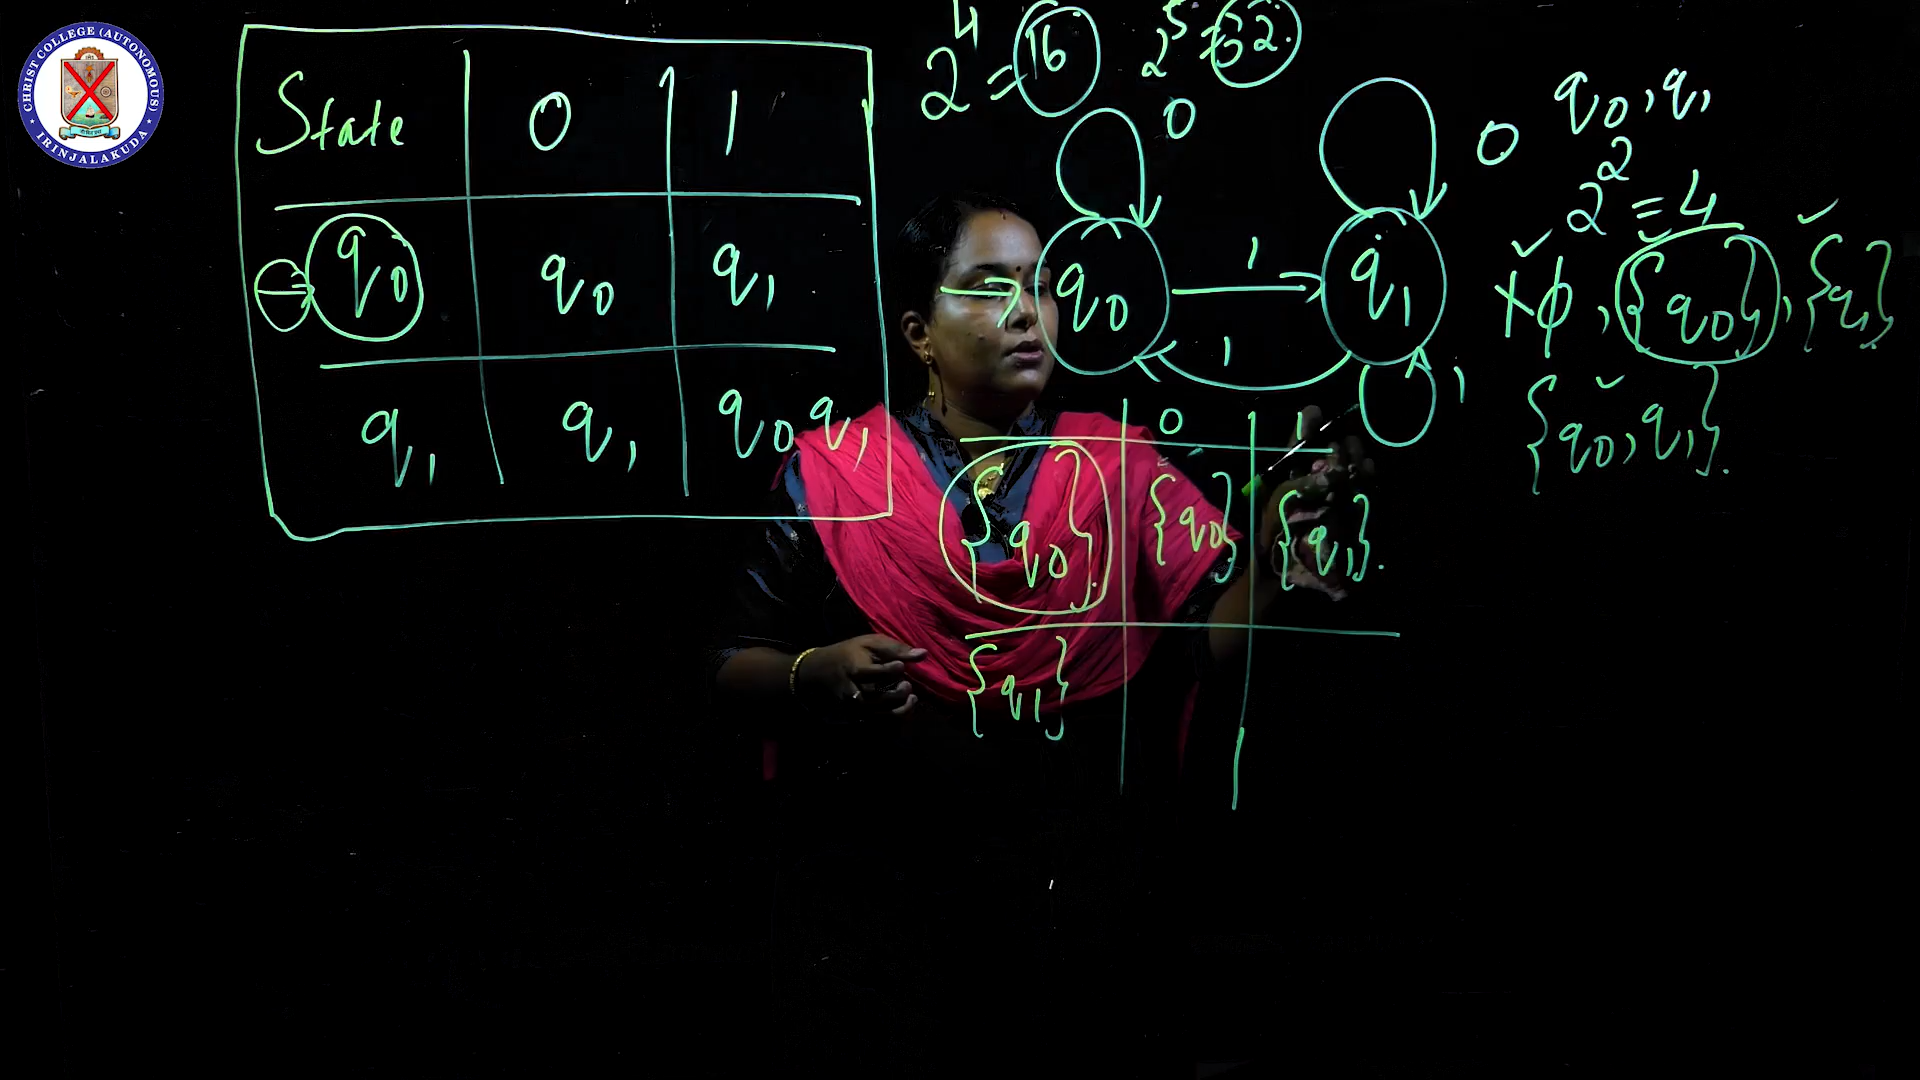 CHRIST COLLEGE (AUTONOMOUS)
IRINJALAKUDA
State 0 1
q0 q0 q1
q1 q1 q0 q1
2^4 = 16 2^5 = 32
0
0
q0 1 q1
1
1
q0, q1
2^2 = 4
φ, {q0}, {q1}
{q0, q1}.
0 1
{q0} {q0} {q1}.
{q1}